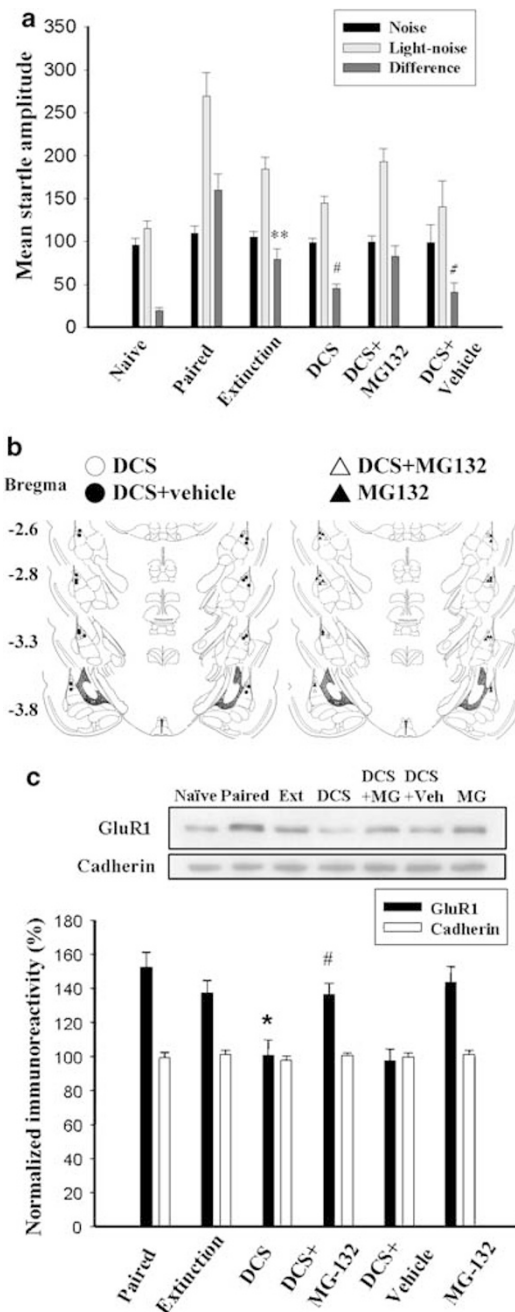 a
Noise
Light-noise
Difference
Mean startle amplitude
350
300
250
200
150
100
50
0
**
#
#
Naive
Paired
Extinction
DCS
DCS+
MG132
DCS+
Vehicle
b
DCS
DCS+MG132
Bregma
DCS+vehicle
MG132
-2.6
-2.8
-3.3
-3.8
c
Naïve Paired Ext DCS DCS +MG DCS +Veh MG
GluR1
Cadherin
GluR1
Cadherin
Normalized immunoreactivity (%)
180
160
140
120
100
80
60
40
20
0
*
#
Paired
Extinction
DCS
DCS+
MG-132
DCS+
Vehicle
MG-132